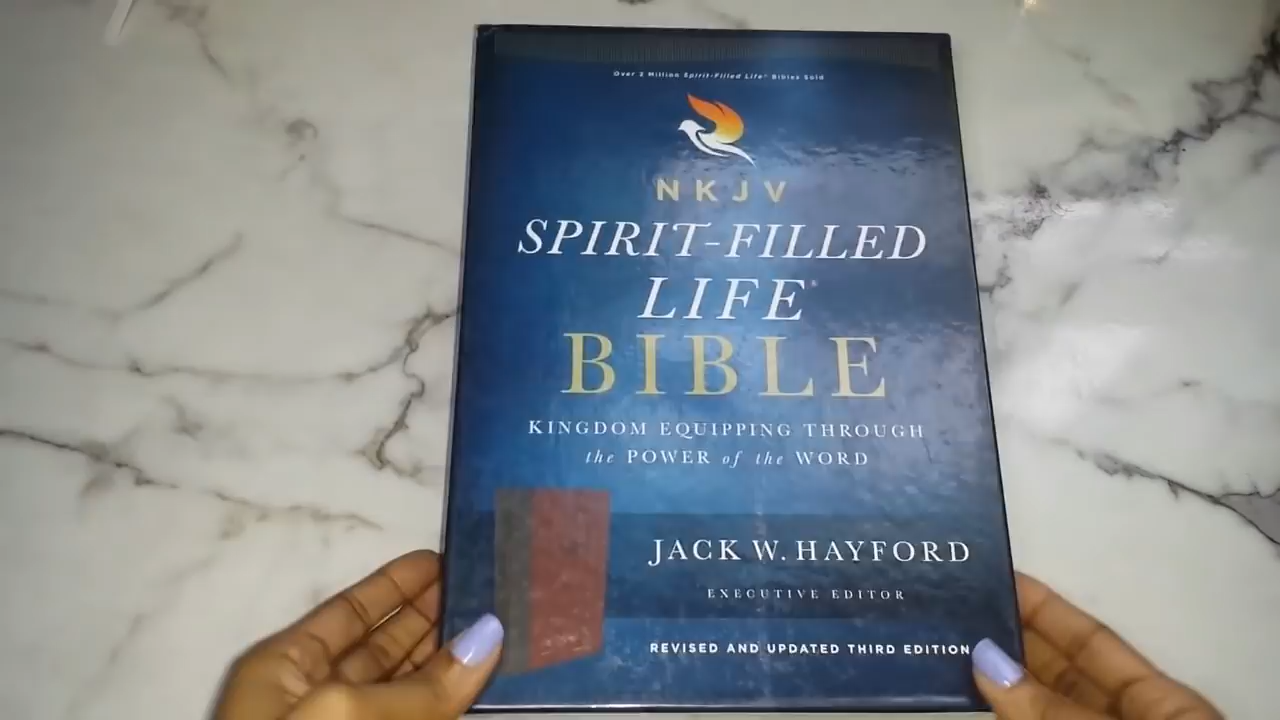 Over 2 Million Spirit-Filled Life® Bibles Sold
NKJV
SPIRIT-FILLED
LIFE®
BIBLE
KINGDOM EQUIPPING THROUGH
the POWER of the WORD
JACK W. HAYFORD
EXECUTIVE EDITOR
REVISED AND UPDATED THIRD EDITION